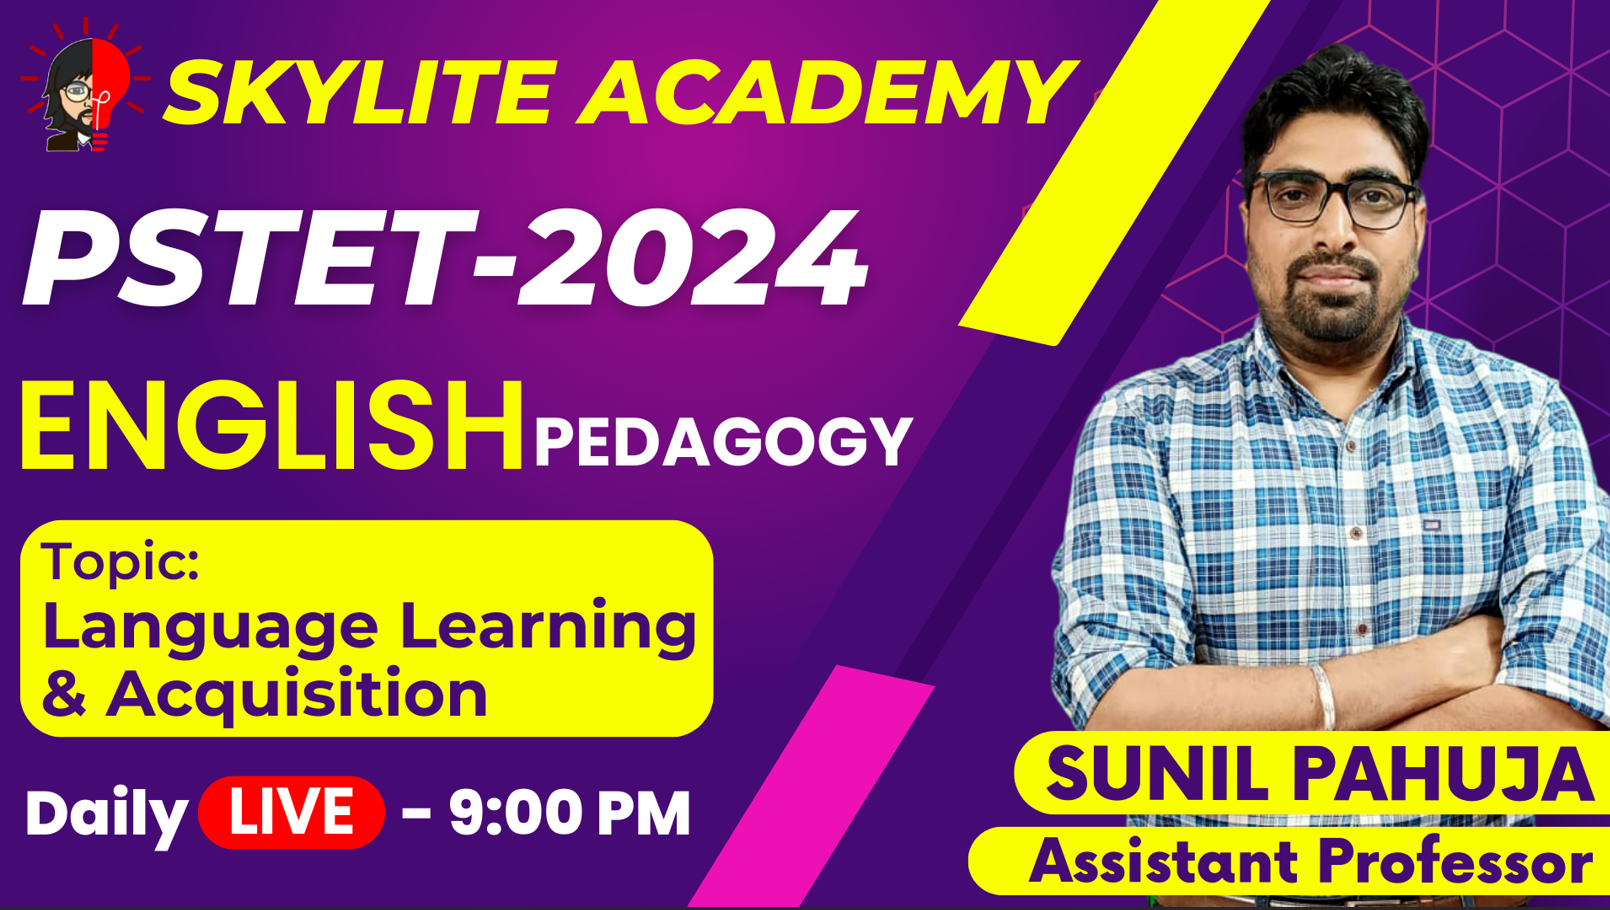 SKYLITE ACADEMY
PSTET-2024
ENGLISH PEDAGOGY
Topic:
Language Learning
& Acquisition
Daily LIVE - 9:00 PM
SUNIL PAHUJA
Assistant Professor